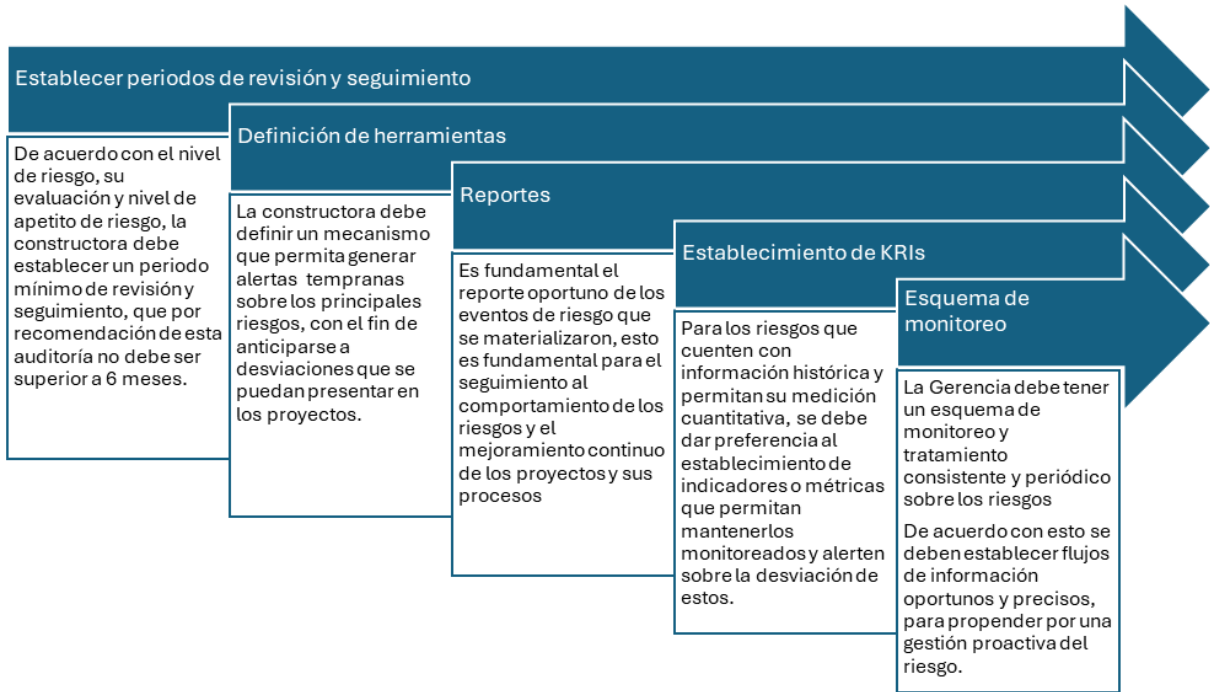 Establecer periodos de revisión y seguimiento
De acuerdo con el nivel
de riesgo, su
evaluación y nivel de
apetito de riesgo, la
constructora debe
establecer un periodo
mínimo de revisión y
seguimiento, que por
recomendación de esta
auditoría no debe ser
superior a 6 meses.
Definición de herramientas
La constructora debe
definir un mecanismo
que permita generar
alertas tempranas
sobre los principales
riesgos, con el fin de
anticiparse a
desviaciones que se
puedan presentar en
los proyectos.
Reportes
Es fundamental el
reporte oportuno de los
eventos de riesgo que
se materializaron, esto
es fundamental para el
seguimiento al
comportamiento de los
riesgos y el
mejoramiento continuo
de los proyectos y sus
procesos
Establecimiento de KRIs
Para los riesgos que
cuenten con
información histórica y
permitan su medición
cuantitativa, se debe
dar preferencia al
establecimiento de
indicadores o métricas
que permitan
mantenerlos
monitoreados y alerten
sobre la desviación de
estos.
Esquema de
monitoreo
La Gerencia debe tener
un esquema de
monitoreo y
tratamiento
consistente y periódico
sobre los riesgos
De acuerdo con esto se
deben establecer flujos
de información
oportunos y precisos,
para propender por una
gestión proactiva del
riesgo.